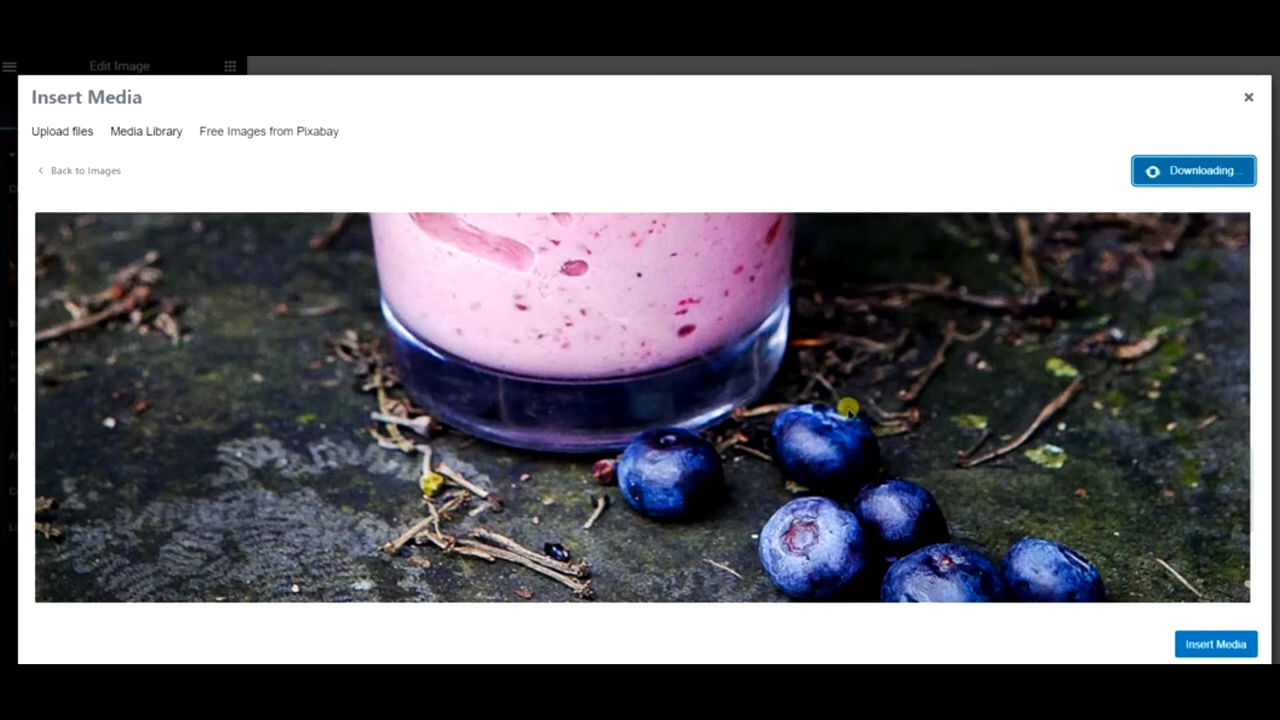 Edit Image
Insert Media
Upload files Media Library Free Images from Pixabay
Back to Images
Downloading...
Insert Media